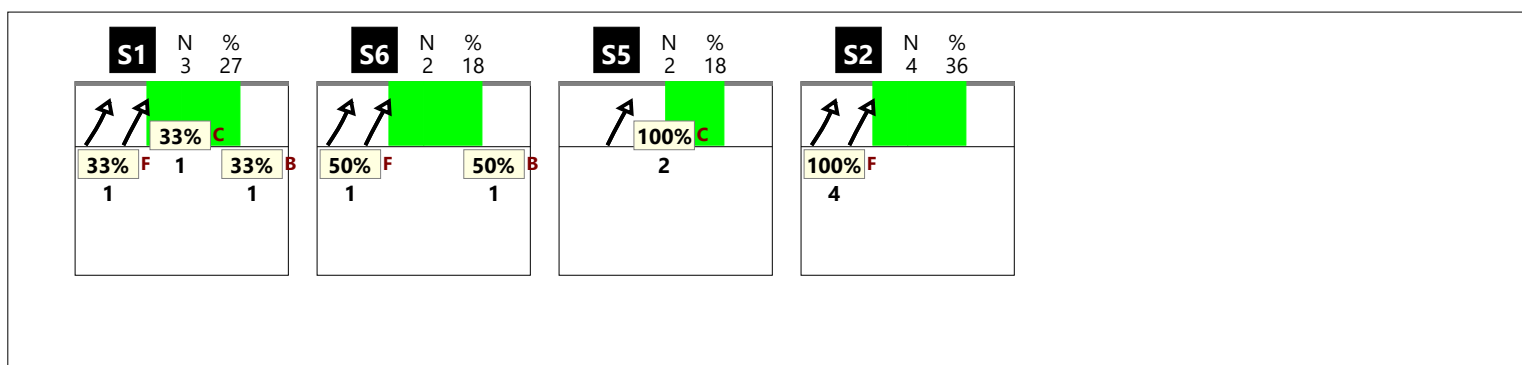 S1 N % S6 N % S5 N % S2 N %
3 27 2 18 2 18 4 36
33% C 100% C
33% F 1 33% B 50% F 50% B 2 100% F
1 1 1 1 4